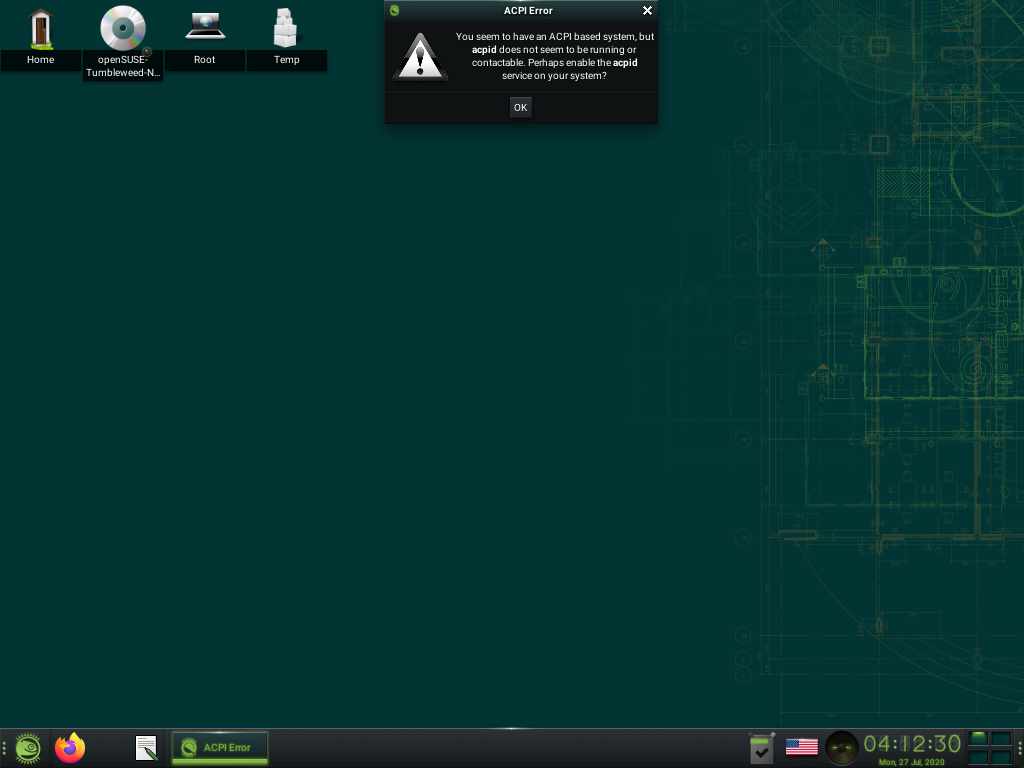 ACPI Error
Home
openSUSE-
Tumbleweed-N...
Root
Temp
You seem to have an ACPI based system, but
acpid does not seem to be running or
contactable. Perhaps enable the acpid
service on your system?
OK
ACPI Error
04:12:30
Mon, 27 Jul, 2020